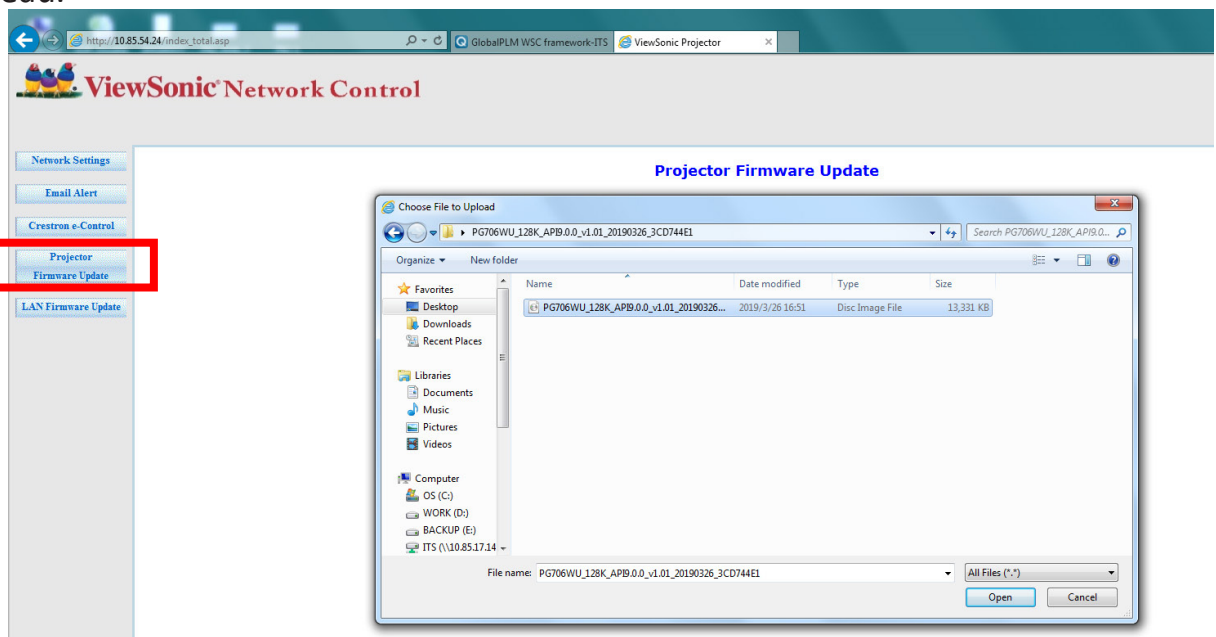 http://10.85.54.24/index_total.asp
GlobalPLM WSC framework-ITS
ViewSonic Projector
ViewSonic® Network Control
Network Settings
Email Alert
Crestron e-Control
Projector
Firmware Update
LAN Firmware Update
Projector Firmware Update
Choose File to Upload
PG706WU_128K_API9.0.0_v1.01_20190326_3CD744E1
Search PG706WU_128K_API9.0...
Organize
New folder
Favorites
Desktop
Downloads
Recent Places
Libraries
Documents
Music
Pictures
Videos
Computer
OS (C:)
WORK (D:)
BACKUP (E:)
ITS (\\10.85.17.14
Name Date modified Type Size
PG706WU_128K_API9.0.0_v1.01_20190326... 2019/3/26 16:51 Disc Image File 13,331 KB
File name: PG706WU_128K_API9.0.0_v1.01_20190326_3CD744E1
All Files (*.*)
Open
Cancel